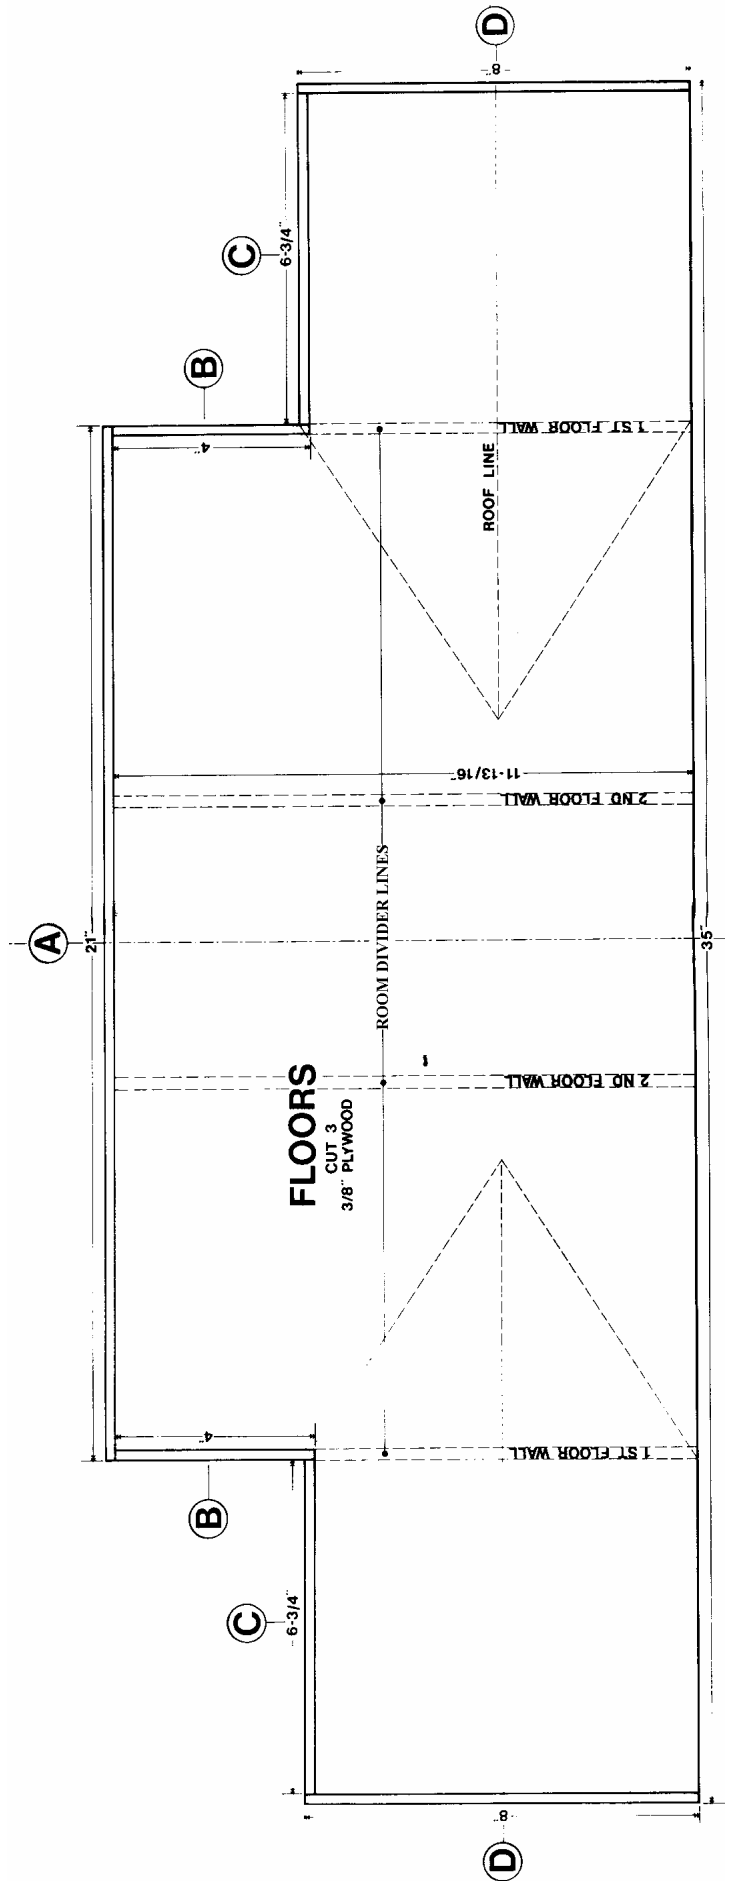 D
8"
C
6-3/4"
B
4"
1 ST FLOOR WALL
ROOF LINE
11-13/16"
2 ND FLOOR WALL
A
21"
ROOM DIVIDER LINES
35"
FLOORS
CUT 3
3/8" PLYWOOD
2 ND FLOOR WALL
4"
1 ST FLOOR WALL
B
C
6-3/4"
8"
D